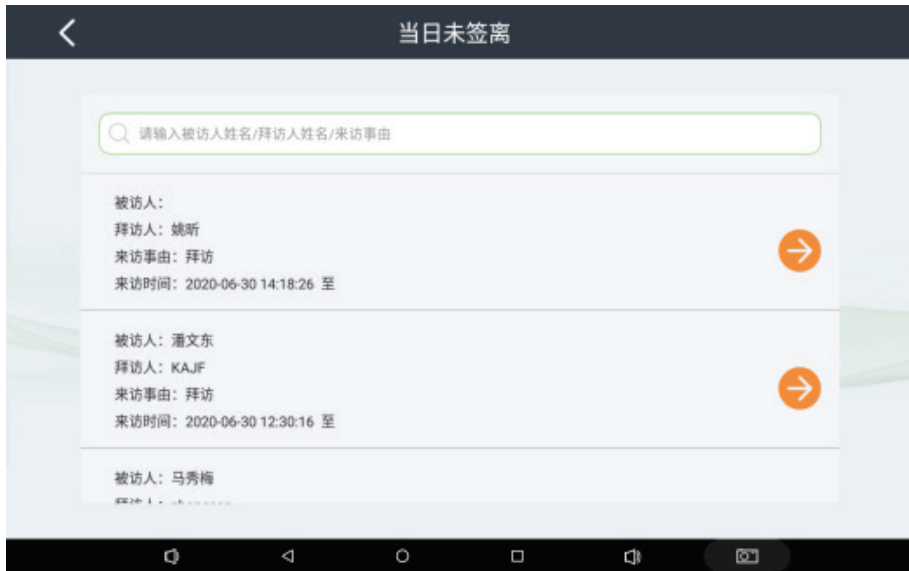 当日未签离
请输入被访人姓名/拜访人姓名/来访事由
被访人：
拜访人：姚昕
来访事由：拜访
来访时间：2020-06-30 14:18:26 至
被访人：潘文东
拜访人：KAJF
来访事由：拜访
来访时间：2020-06-30 12:30:16 至
被访人：马秀梅